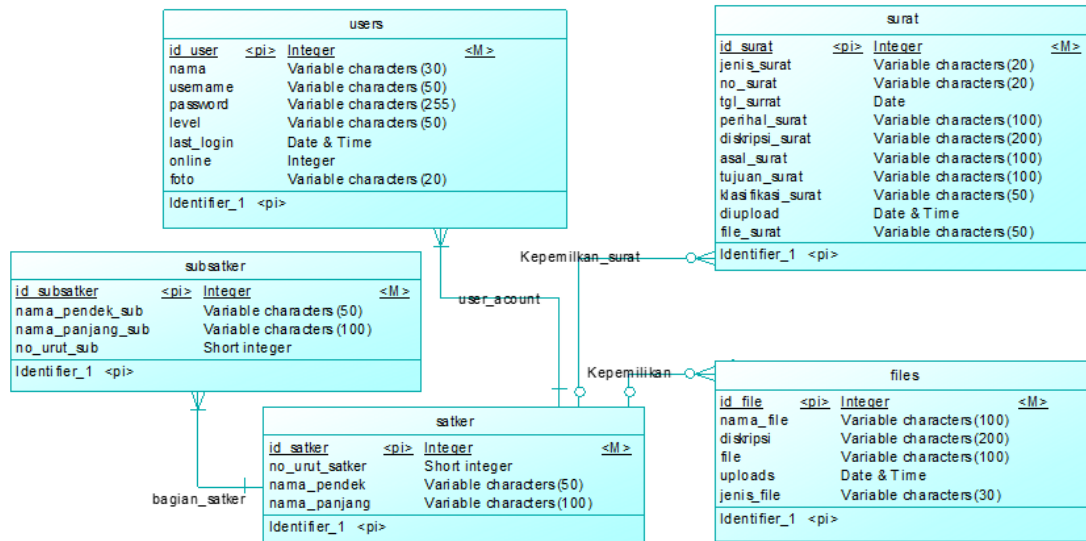 users
id_user <pi> Integer <M>
nama Variable characters (30)
username Variable characters (50)
password Variable characters (255)
level Variable characters (50)
last_login Date & Time
online Integer
foto Variable characters (20)
Identifier_1 <pi>
surat
id_surat <pi> Integer <M>
jenis_surat Variable characters (20)
no_surat Variable characters (20)
tgl_surrat Date
perihal_surat Variable characters (100)
diskripsi_surat Variable characters (200)
asal_surat Variable characters (100)
tujuan_surat Variable characters (100)
klasifikasi_surat Variable characters (50)
diupload Date & Time
file_surat Variable characters (50)
Identifier_1 <pi>
Kepemilkan_surat
subsatker
id_subsatker <pi> Integer <M>
nama_pendek_sub Variable characters (50)
nama_panjang_sub Variable characters (100)
no_urut_sub Short integer
Identifier_1 <pi>
user_acount
Kepemilikan
files
id_file <pi> Integer <M>
nama_file Variable characters (100)
diskripsi Variable characters (200)
file Variable characters (100)
uploads Date & Time
jenis_file Variable characters (30)
Identifier_1 <pi>
satker
id_satker <pi> Integer <M>
no_urut_satker Short integer
nama_pendek Variable characters (50)
nama_panjang Variable characters (100)
Identifier_1 <pi>
bagian_satker